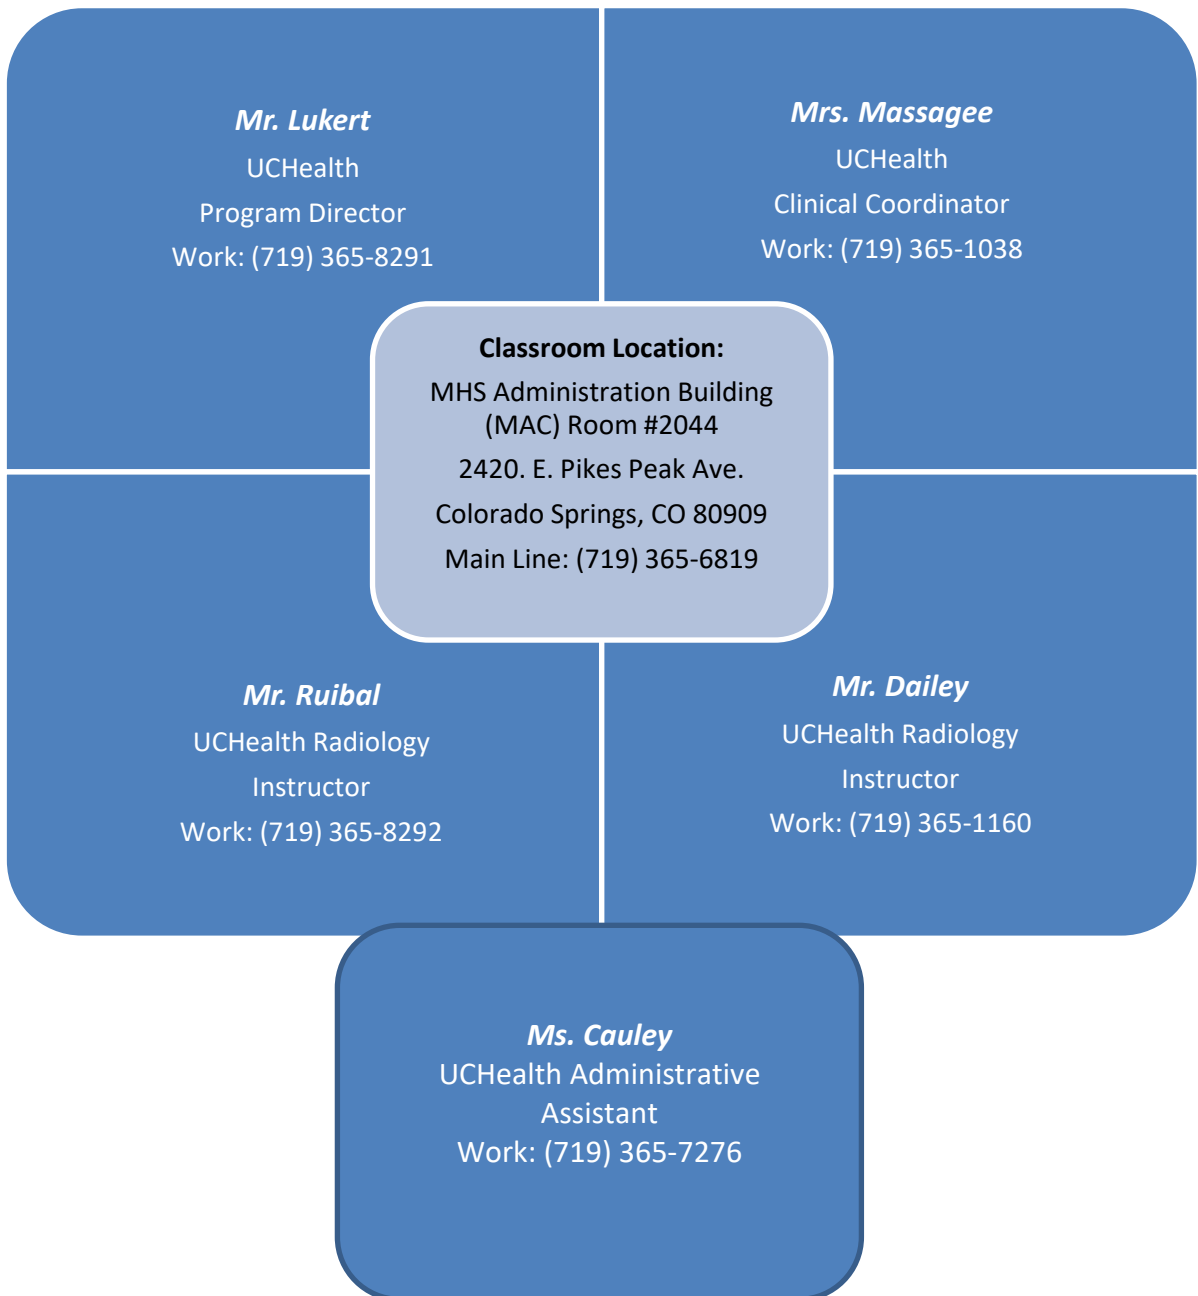 Mr. Lukert
UCHealth
Program Director
Work: (719) 365-8291
Mrs. Massagee
UCHealth
Clinical Coordinator
Work: (719) 365-1038
Classroom Location:
MHS Administration Building
(MAC) Room #2044
2420. E. Pikes Peak Ave.
Colorado Springs, CO 80909
Main Line: (719) 365-6819
Mr. Ruibal
UCHealth Radiology
Instructor
Work: (719) 365-8292
Mr. Dailey
UCHealth Radiology
Instructor
Work: (719) 365-1160
Ms. Cauley
UCHealth Administrative
Assistant
Work: (719) 365-7276